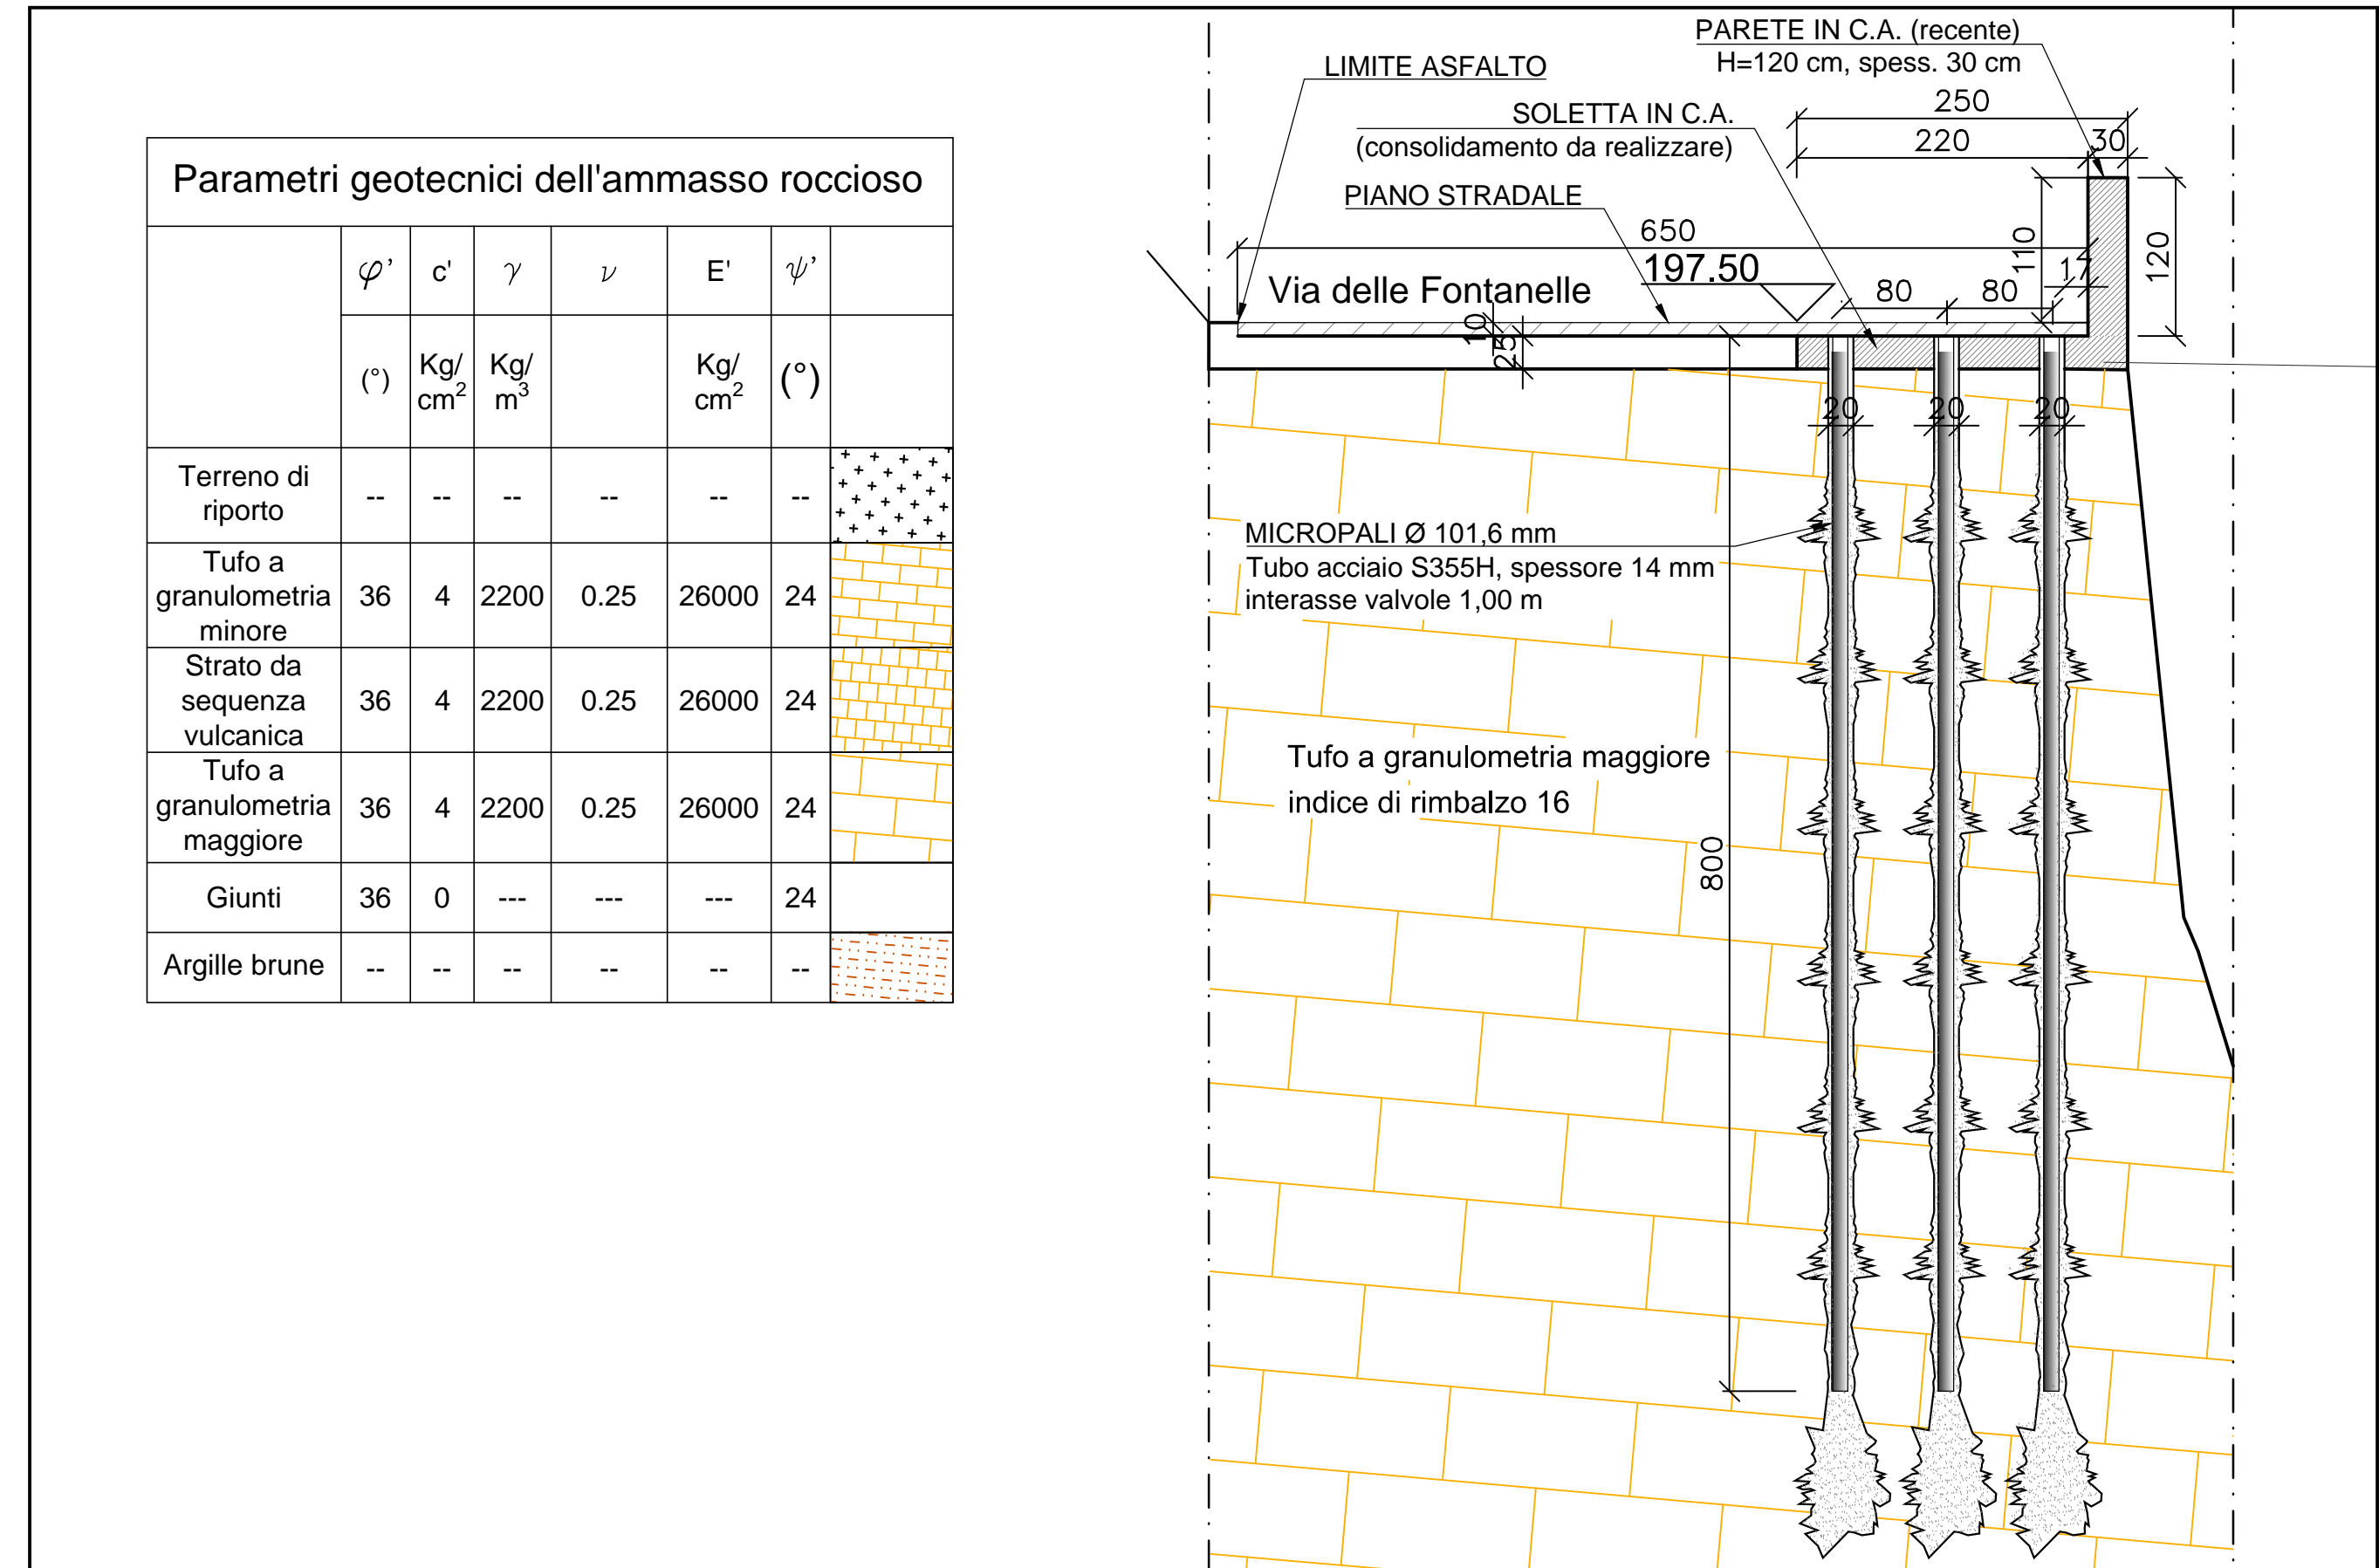 Parametri geotecnici dell'ammasso roccioso
φ' c' γ ν E' ψ'
(°) Kg/cm² Kg/m³ Kg/cm² (°)
Terreno di
riporto
-- -- -- -- -- --
Tufo a
granulometria
minore
36 4 2200 0.25 26000 24
Strato da
sequenza
vulcanica
36 4 2200 0.25 26000 24
Tufo a
granulometria
maggiore
36 4 2200 0.25 26000 24
Giunti 36 0 --- --- --- 24
Argille brune -- -- -- -- -- --
PARETE IN C.A. (recente)
H=120 cm, spess. 30 cm
LIMITE ASFALTO
250
SOLETTA IN C.A.
(consolidamento da realizzare)
220 30
PIANO STRADALE
650
110
120
197.50
17
Via delle Fontanelle
80 80
10
25
20 20 20
MICROPALI Ø 101,6 mm
Tubo acciaio S355H, spessore 14 mm
interasse valvole 1,00 m
Tufo a granulometria maggiore
indice di rimbalzo 16
800